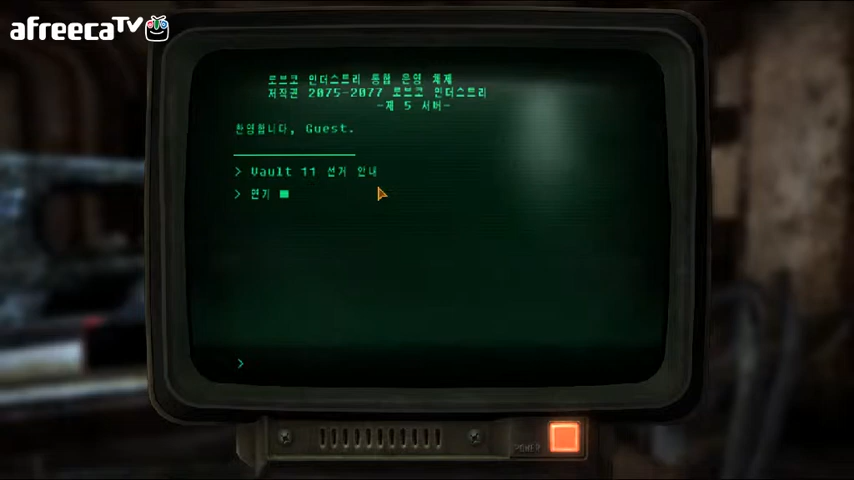 afreecaTV
로브코 인더스트리 통합 운영 체제
저작권 2075-2077 로브코 인더스트리
-제 5 서버-
환영합니다, Guest.
> Vault 11 선거 안내
> 연기
>
POWER